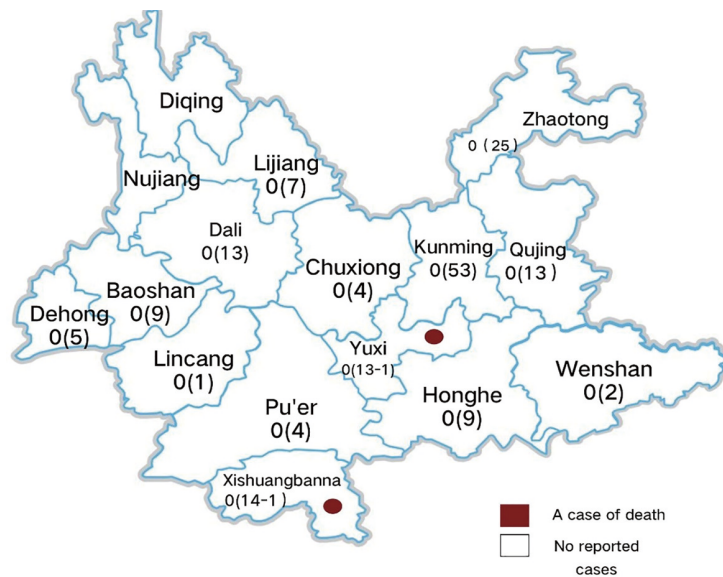 Diqing
Zhaotong
0 (25)
Lijiang
0(7)
Nujiang
Dali
0(13)
Kunming
0(53)
Qujing
0(13)
Chuxiong
0(4)
Baoshan
0(9)
Dehong
0(5)
Yuxi
0(13-1)
Lincang
0(1)
Wenshan
0(2)
Honghe
0(9)
Pu'er
0(4)
Xishuangbanna
0(14-1)
A case of death
No reported
cases